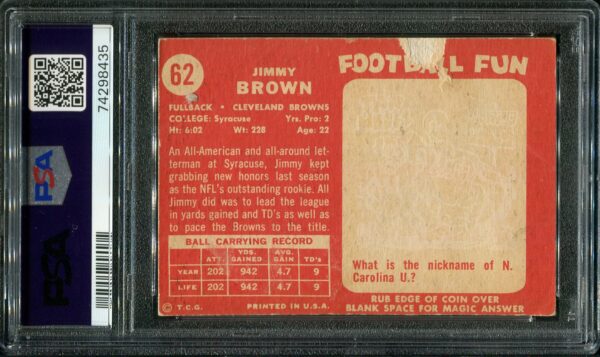 PSA
74298435
PSA
62
JIMMY
BROWN
FULLBACK • CLEVELAND BROWNS
COLLEGE: Syracuse Yrs. Pro: 2
Ht: 6:02 Wt: 228 Age: 22
An All-American and all-around let-
terman at Syracuse, Jimmy kept
grabbing new honors last season
as the NFL's outstanding rookie. All
Jimmy did was to lead the league
in yards gained and TD's as well as
to pace the Browns to the title.
BALL CARRYING RECORD
ATT. YDS. GAINED AVG. GAIN TD's
YEAR 202 942 4.7 9
LIFE 202 942 4.7 9
© T.C.G. PRINTED IN U.S.A.
FOOTBALL FUN
What is the nickname of N.
Carolina U.?
RUB EDGE OF COIN OVER
BLANK SPACE FOR MAGIC ANSWER